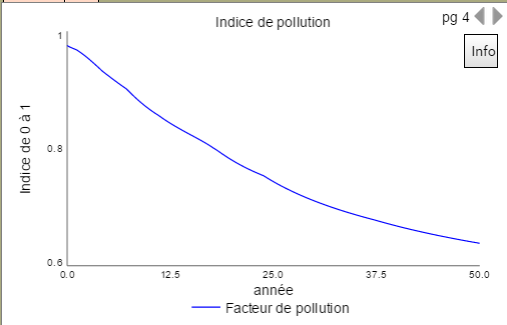 Indice de pollution
pg 4
Info
Indice de 0 à 1
1
0.8
0.6
0.0 12.5 25.0 37.5 50.0
année
Facteur de pollution